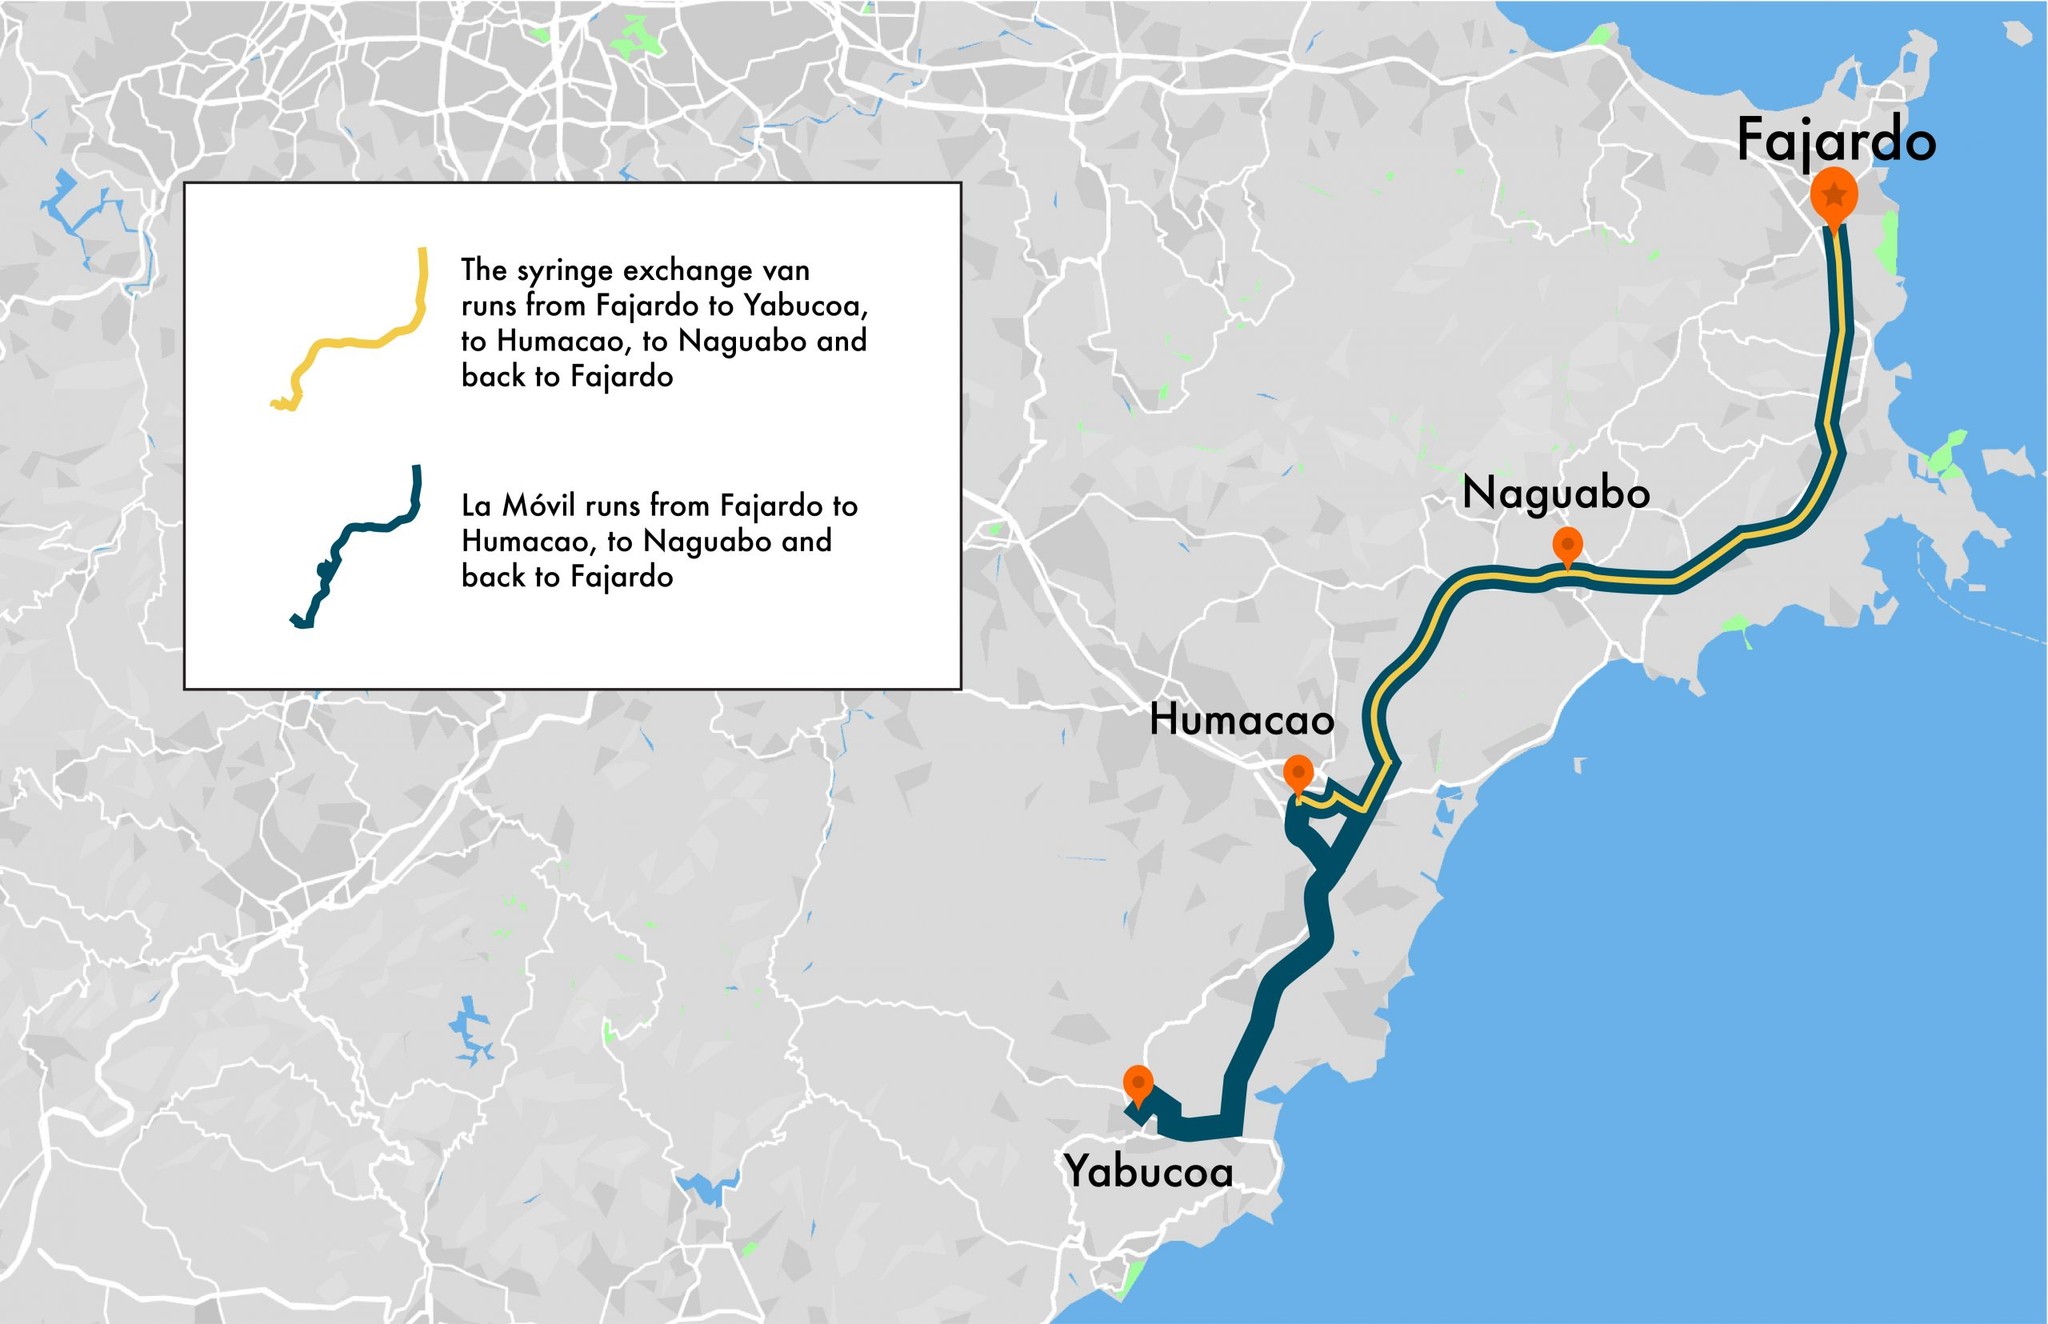 Fajardo
The syringe exchange van
runs from Fajardo to Yabucoa,
to Humacao, to Naguabo and
back to Fajardo
La Móvil runs from Fajardo to
Humacao, to Naguabo and
back to Fajardo
Naguabo
Humacao
Yabucoa